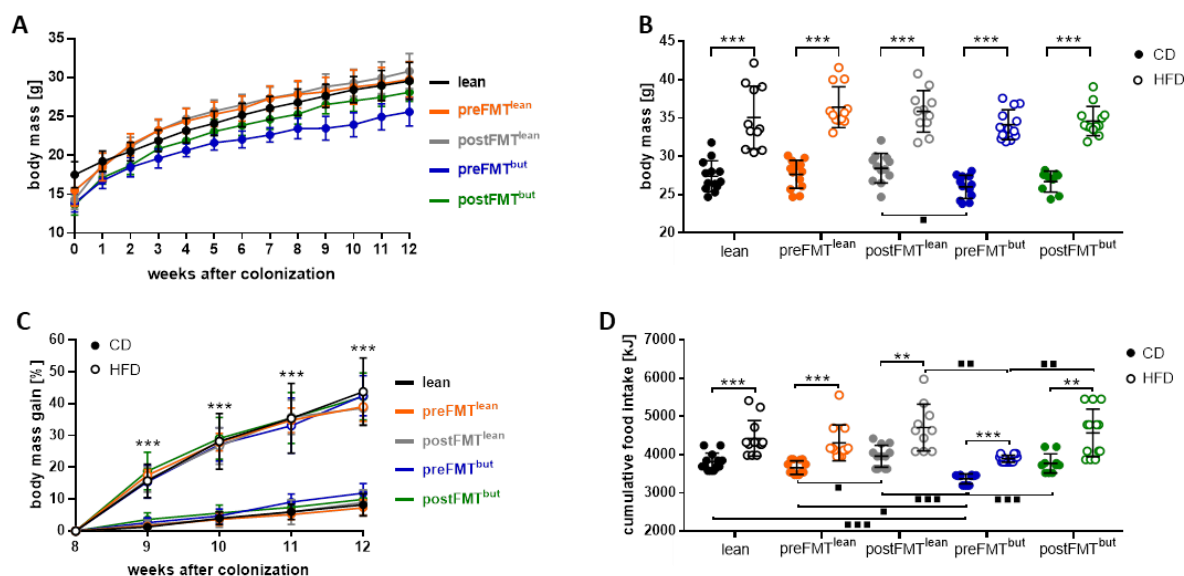 A
body mass [g]
35
30
25
20
15
10
0 1 2 3 4 5 6 7 8 9 10 11 12
weeks after colonization
lean
preFMTlean
postFMTlean
preFMTbut
postFMTbut
B
body mass [g]
45
40
35
30
25
20
*** *** *** *** ***
■
lean preFMTlean postFMTlean preFMTbut postFMTbut
CD
HFD
C
body mass gain [%]
60
50
40
30
20
10
0
CD
HFD
*** *** *** ***
8 9 10 11 12
weeks after colonization
lean
preFMTlean
postFMTlean
preFMTbut
postFMTbut
D
cumulative food intake [kJ]
7000
6000
5000
4000
3000
2000
*** *** ** *** **
■■ ■■
■
■■■ ■■■
■
■■■
lean preFMTlean postFMTlean preFMTbut postFMTbut
CD
HFD